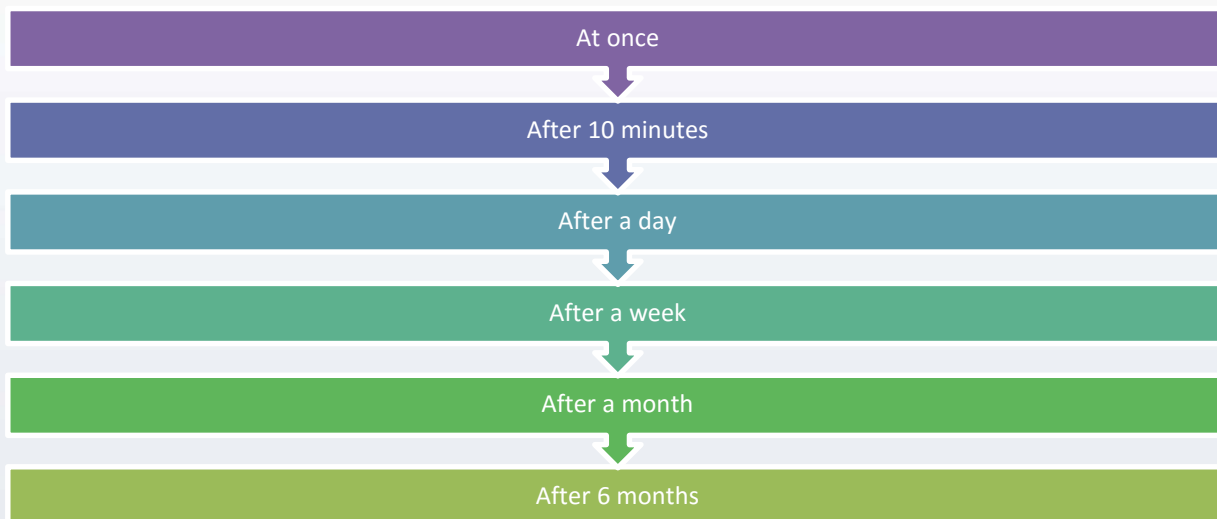 At once
After 10 minutes
After a day
After a week
After a month
After 6 months